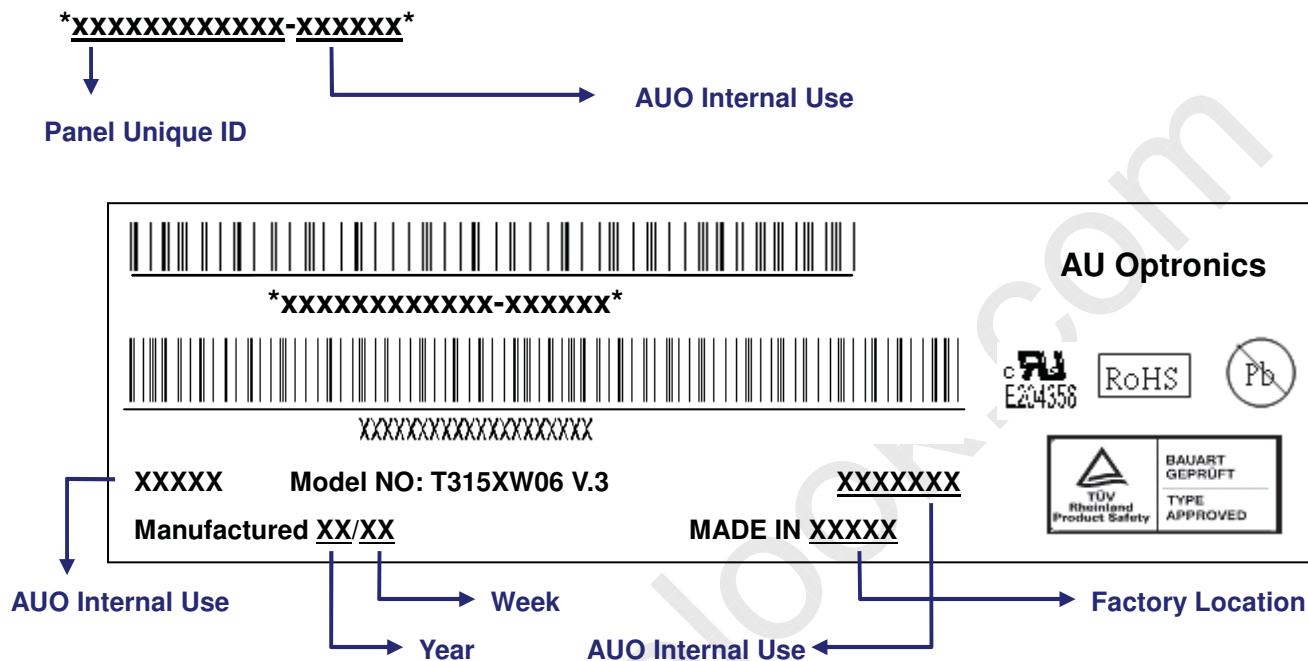 *xxxxxxxxxxxx-xxxxxx*
AUO Internal Use
Panel Unique ID
AU Optronics
*xxxxxxxxxxxx-xxxxxx*
c us
E204356
RoHS
Pb
XXXXXXXXXXXXXXXXXXXX
XXXXX Model NO: T315XW06 V.3 XXXXXXX
TÜV
Rheinland
Product Safety
BAUART
GEPRÜFT
TYPE
APPROVED
Manufactured XX/XX MADE IN XXXXX
AUO Internal Use
Week
Factory Location
Year
AUO Internal Use